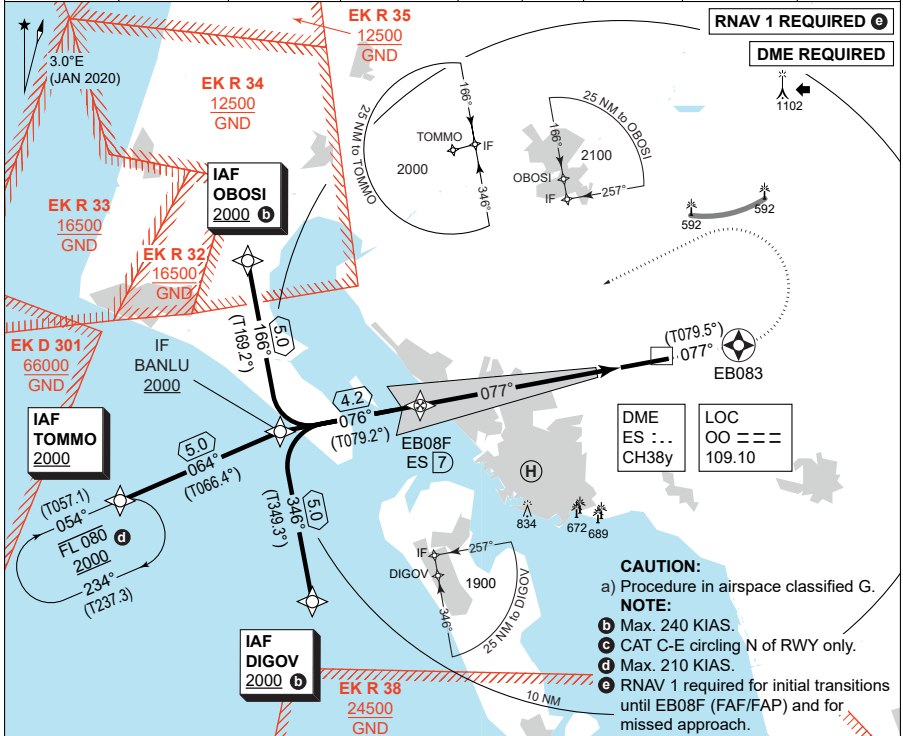 EK R 35
12500
GND
RNAV 1 REQUIRED e
DME REQUIRED
1102
3.0°E
(JAN 2020)
EK R 34
12500
GND
25 NM to TOMMO
166°
TOMMO
IF
2000
346°
25 NM to OBOSI
166°
2100
OBOSI
IF
257°
592
592
IAF
OBOSI
2000 b
EK R 33
16500
GND
EK R 32
16500
GND
EK D 301
66000
GND
5.0
166°
(T169.2°)
IF
BANLU
2000
(T079.5°)
077°
EB083
077°
4.2
076°
(T079.2°)
EB08F
ES 7
IAF
TOMMO
2000
5.0
064°
(T066.4°)
DME
ES : . .
CH38y
LOC
OO = = =
109.10
H
(T057.1)
054°
FL 080 d
2000
234°
(T237.3)
5.0
346°
(T349.3°)
834
672
689
IF
257°
DIGOV
1900
346°
25 NM to DIGOV
IAF
DIGOV
2000 b
EK R 38
24500
GND
10 NM
CAUTION:
a) Procedure in airspace classified G.
NOTE:
b Max. 240 KIAS.
c CAT C-E circling N of RWY only.
d Max. 210 KIAS.
e RNAV 1 required for initial transitions
until EB08F (FAF/FAP) and for
missed approach.